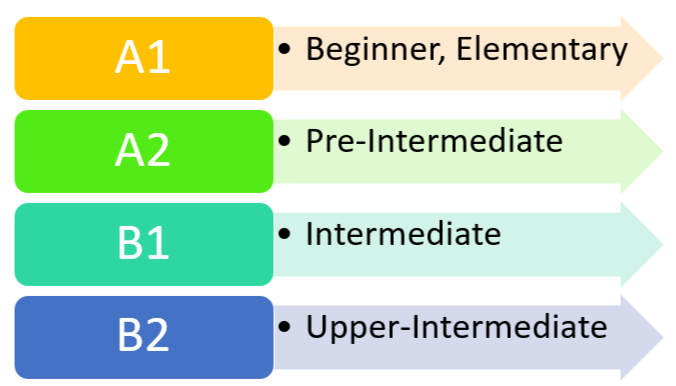 A1
• Beginner, Elementary
A2
• Pre-Intermediate
B1
• Intermediate
B2
• Upper-Intermediate